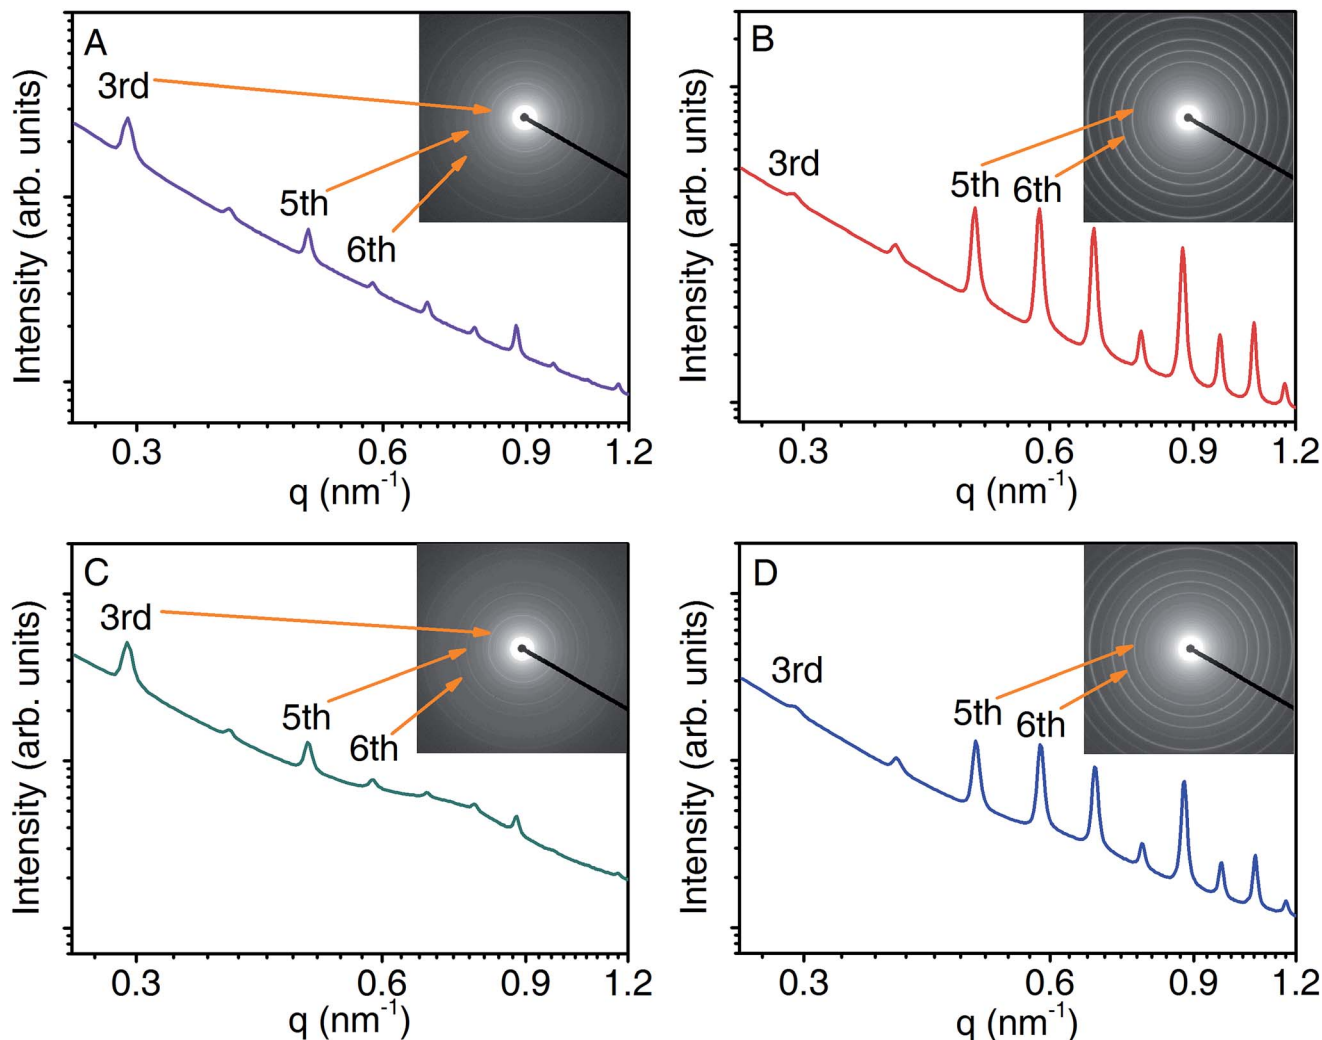 A
3rd
5th
6th
Intensity (arb. units)
0.3 0.6 0.9 1.2
q (nm⁻¹)
B
3rd
5th 6th
Intensity (arb. units)
0.3 0.6 0.9 1.2
q (nm⁻¹)
C
3rd
5th
6th
Intensity (arb. units)
0.3 0.6 0.9 1.2
q (nm⁻¹)
D
3rd
5th 6th
Intensity (arb. units)
0.3 0.6 0.9 1.2
q (nm⁻¹)